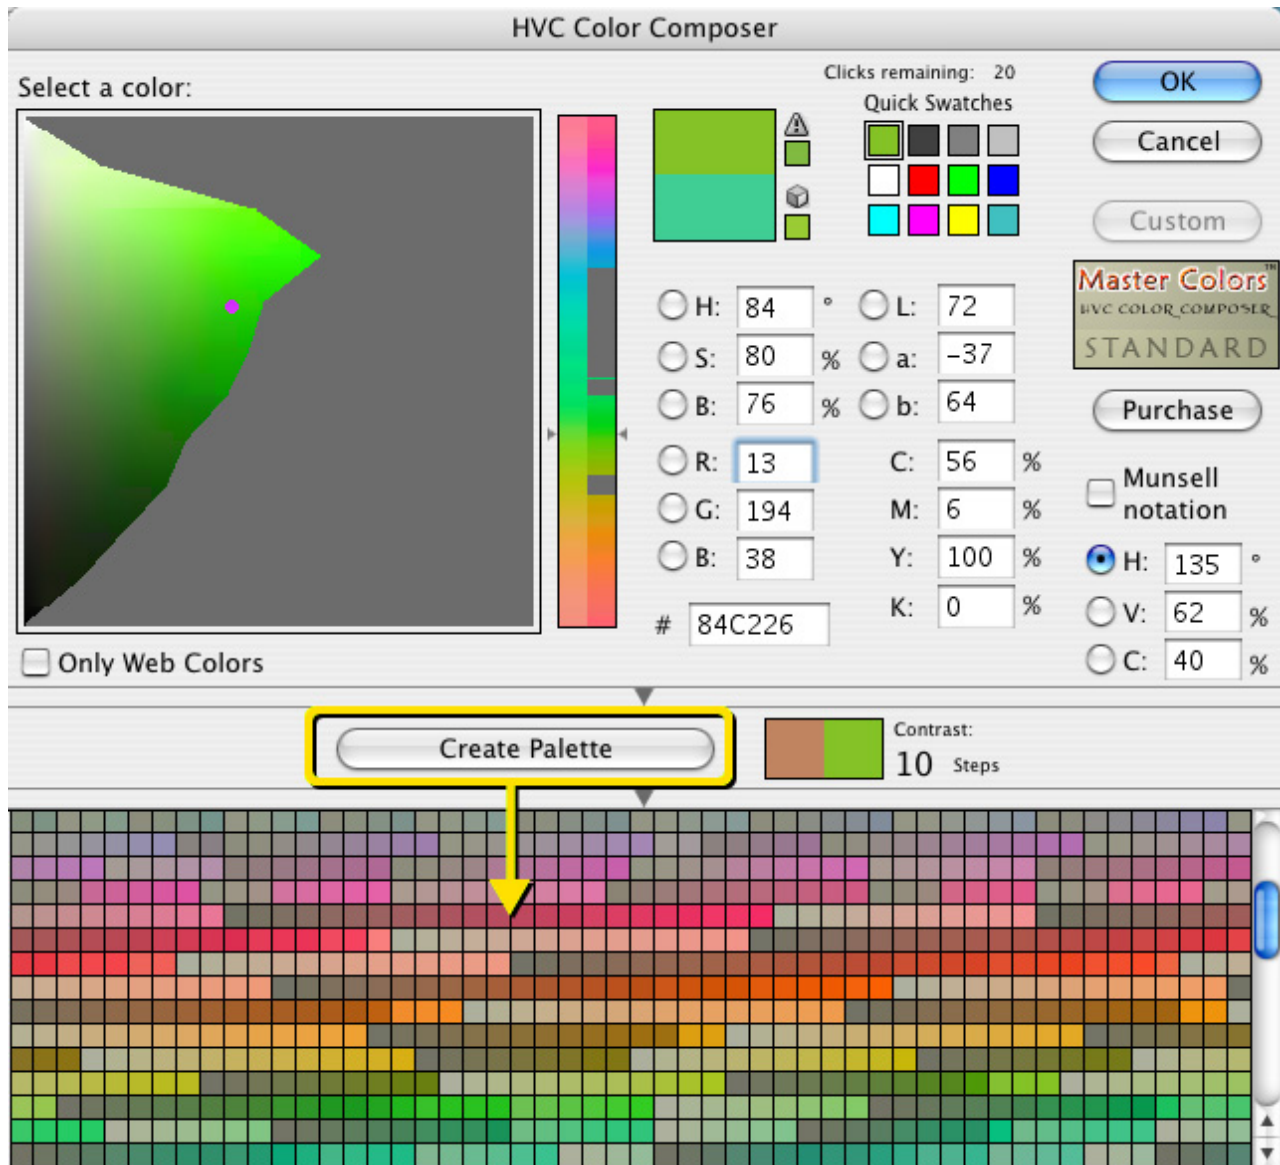 HVC Color Composer
Select a color:
Clicks remaining: 20
Quick Swatches
OK
Cancel
Custom
Master Colors™
HVC COLOR COMPOSER
STANDARD
Purchase
H: 84 ° L: 72
S: 80 % a: -37
B: 76 % b: 64
R: 13 C: 56 %
G: 194 M: 6 %
B: 38 Y: 100 %
# 84C226 K: 0 %
Munsell
notation
H: 135 °
V: 62 %
C: 40 %
Only Web Colors
Create Palette
Contrast:
10 Steps